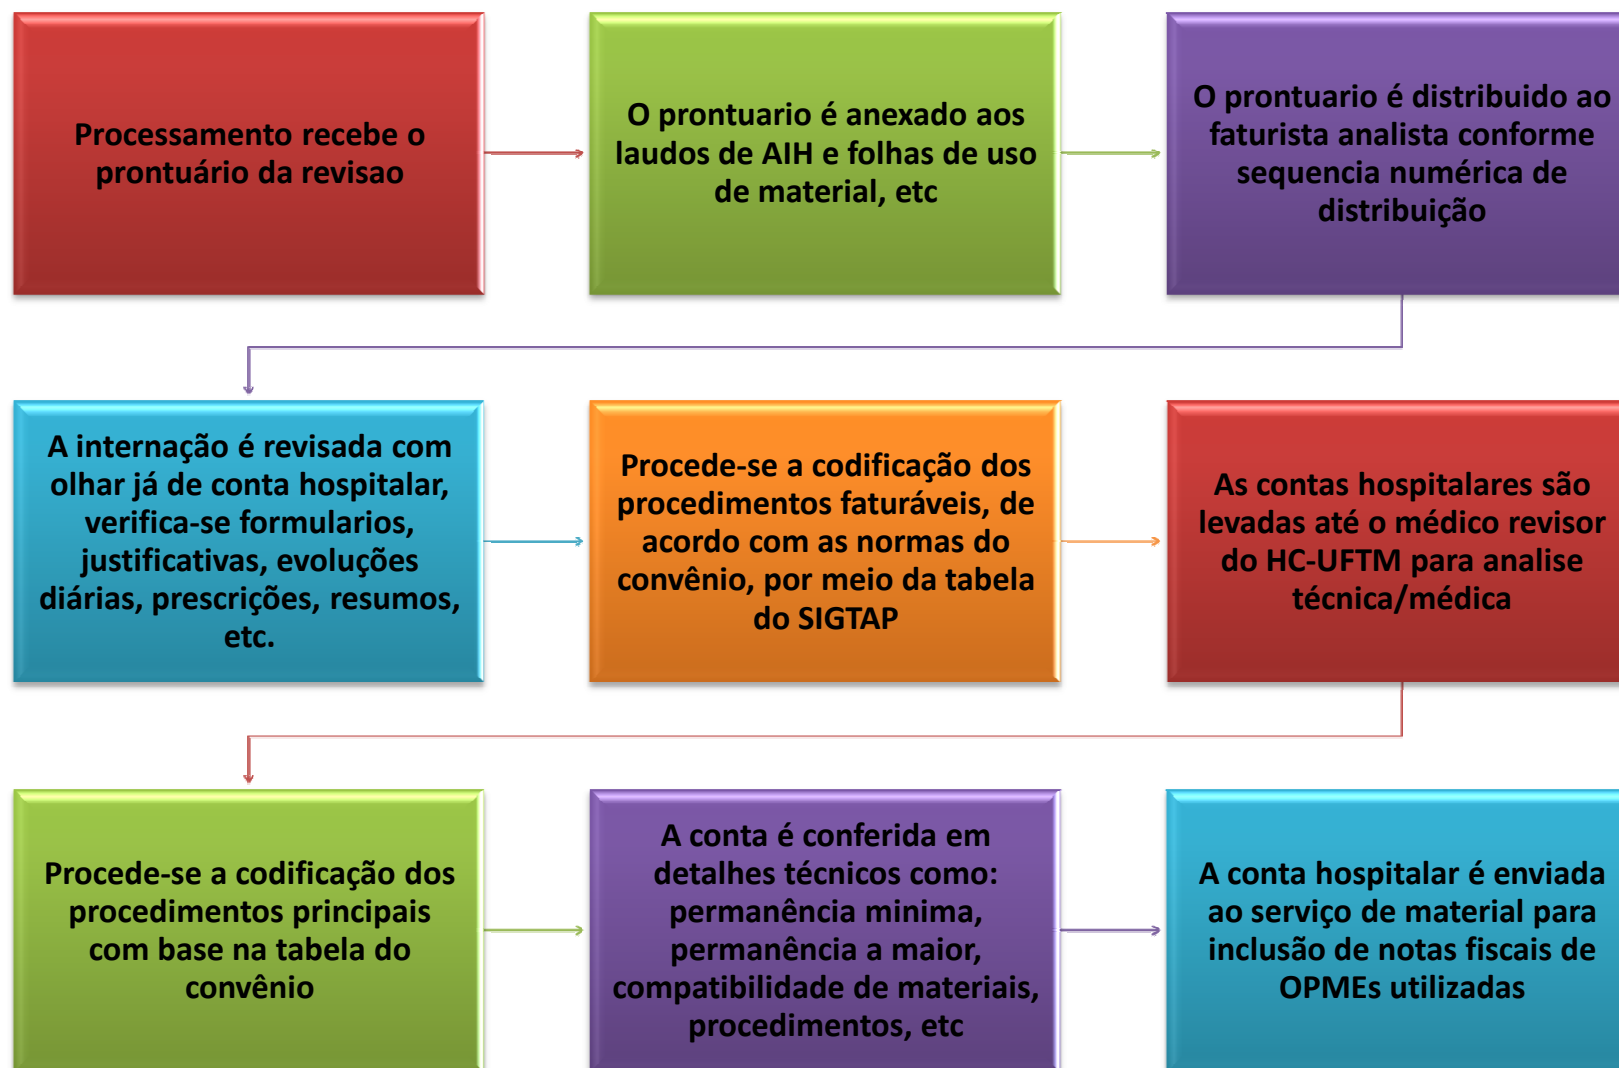 Processamento recebe o
prontuário da revisao
O prontuario é anexado aos
laudos de AIH e folhas de uso
de material, etc
O prontuario é distribuido ao
faturista analista conforme
sequencia numérica de
distribuição
A internação é revisada com
olhar já de conta hospitalar,
verifica-se formularios,
justificativas, evoluções
diárias, prescrições, resumos,
etc.
Procede-se a codificação dos
procedimentos faturáveis, de
acordo com as normas do
convênio, por meio da tabela
do SIGTAP
As contas hospitalares são
levadas até o médico revisor
do HC-UFTM para analise
técnica/médica
Procede-se a codificação dos
procedimentos principais
com base na tabela do
convênio
A conta é conferida em
detalhes técnicos como:
permanência minima,
permanência a maior,
compatibilidade de materiais,
procedimentos, etc
A conta hospitalar é enviada
ao serviço de material para
inclusão de notas fiscais de
OPMEs utilizadas